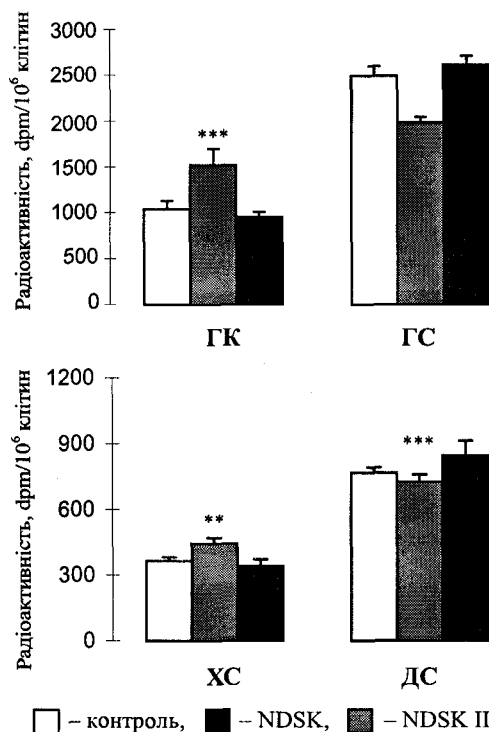 Радіоактивність, dpm/10⁶ клітин
3000
2500
2000
1500
1000
500
0
***
ГК
ГС
Радіоактивність, dpm/10⁶ клітин
1200
900
600
300
0
**
***
ХС
ДС
– контроль, – NDSK, – NDSK II